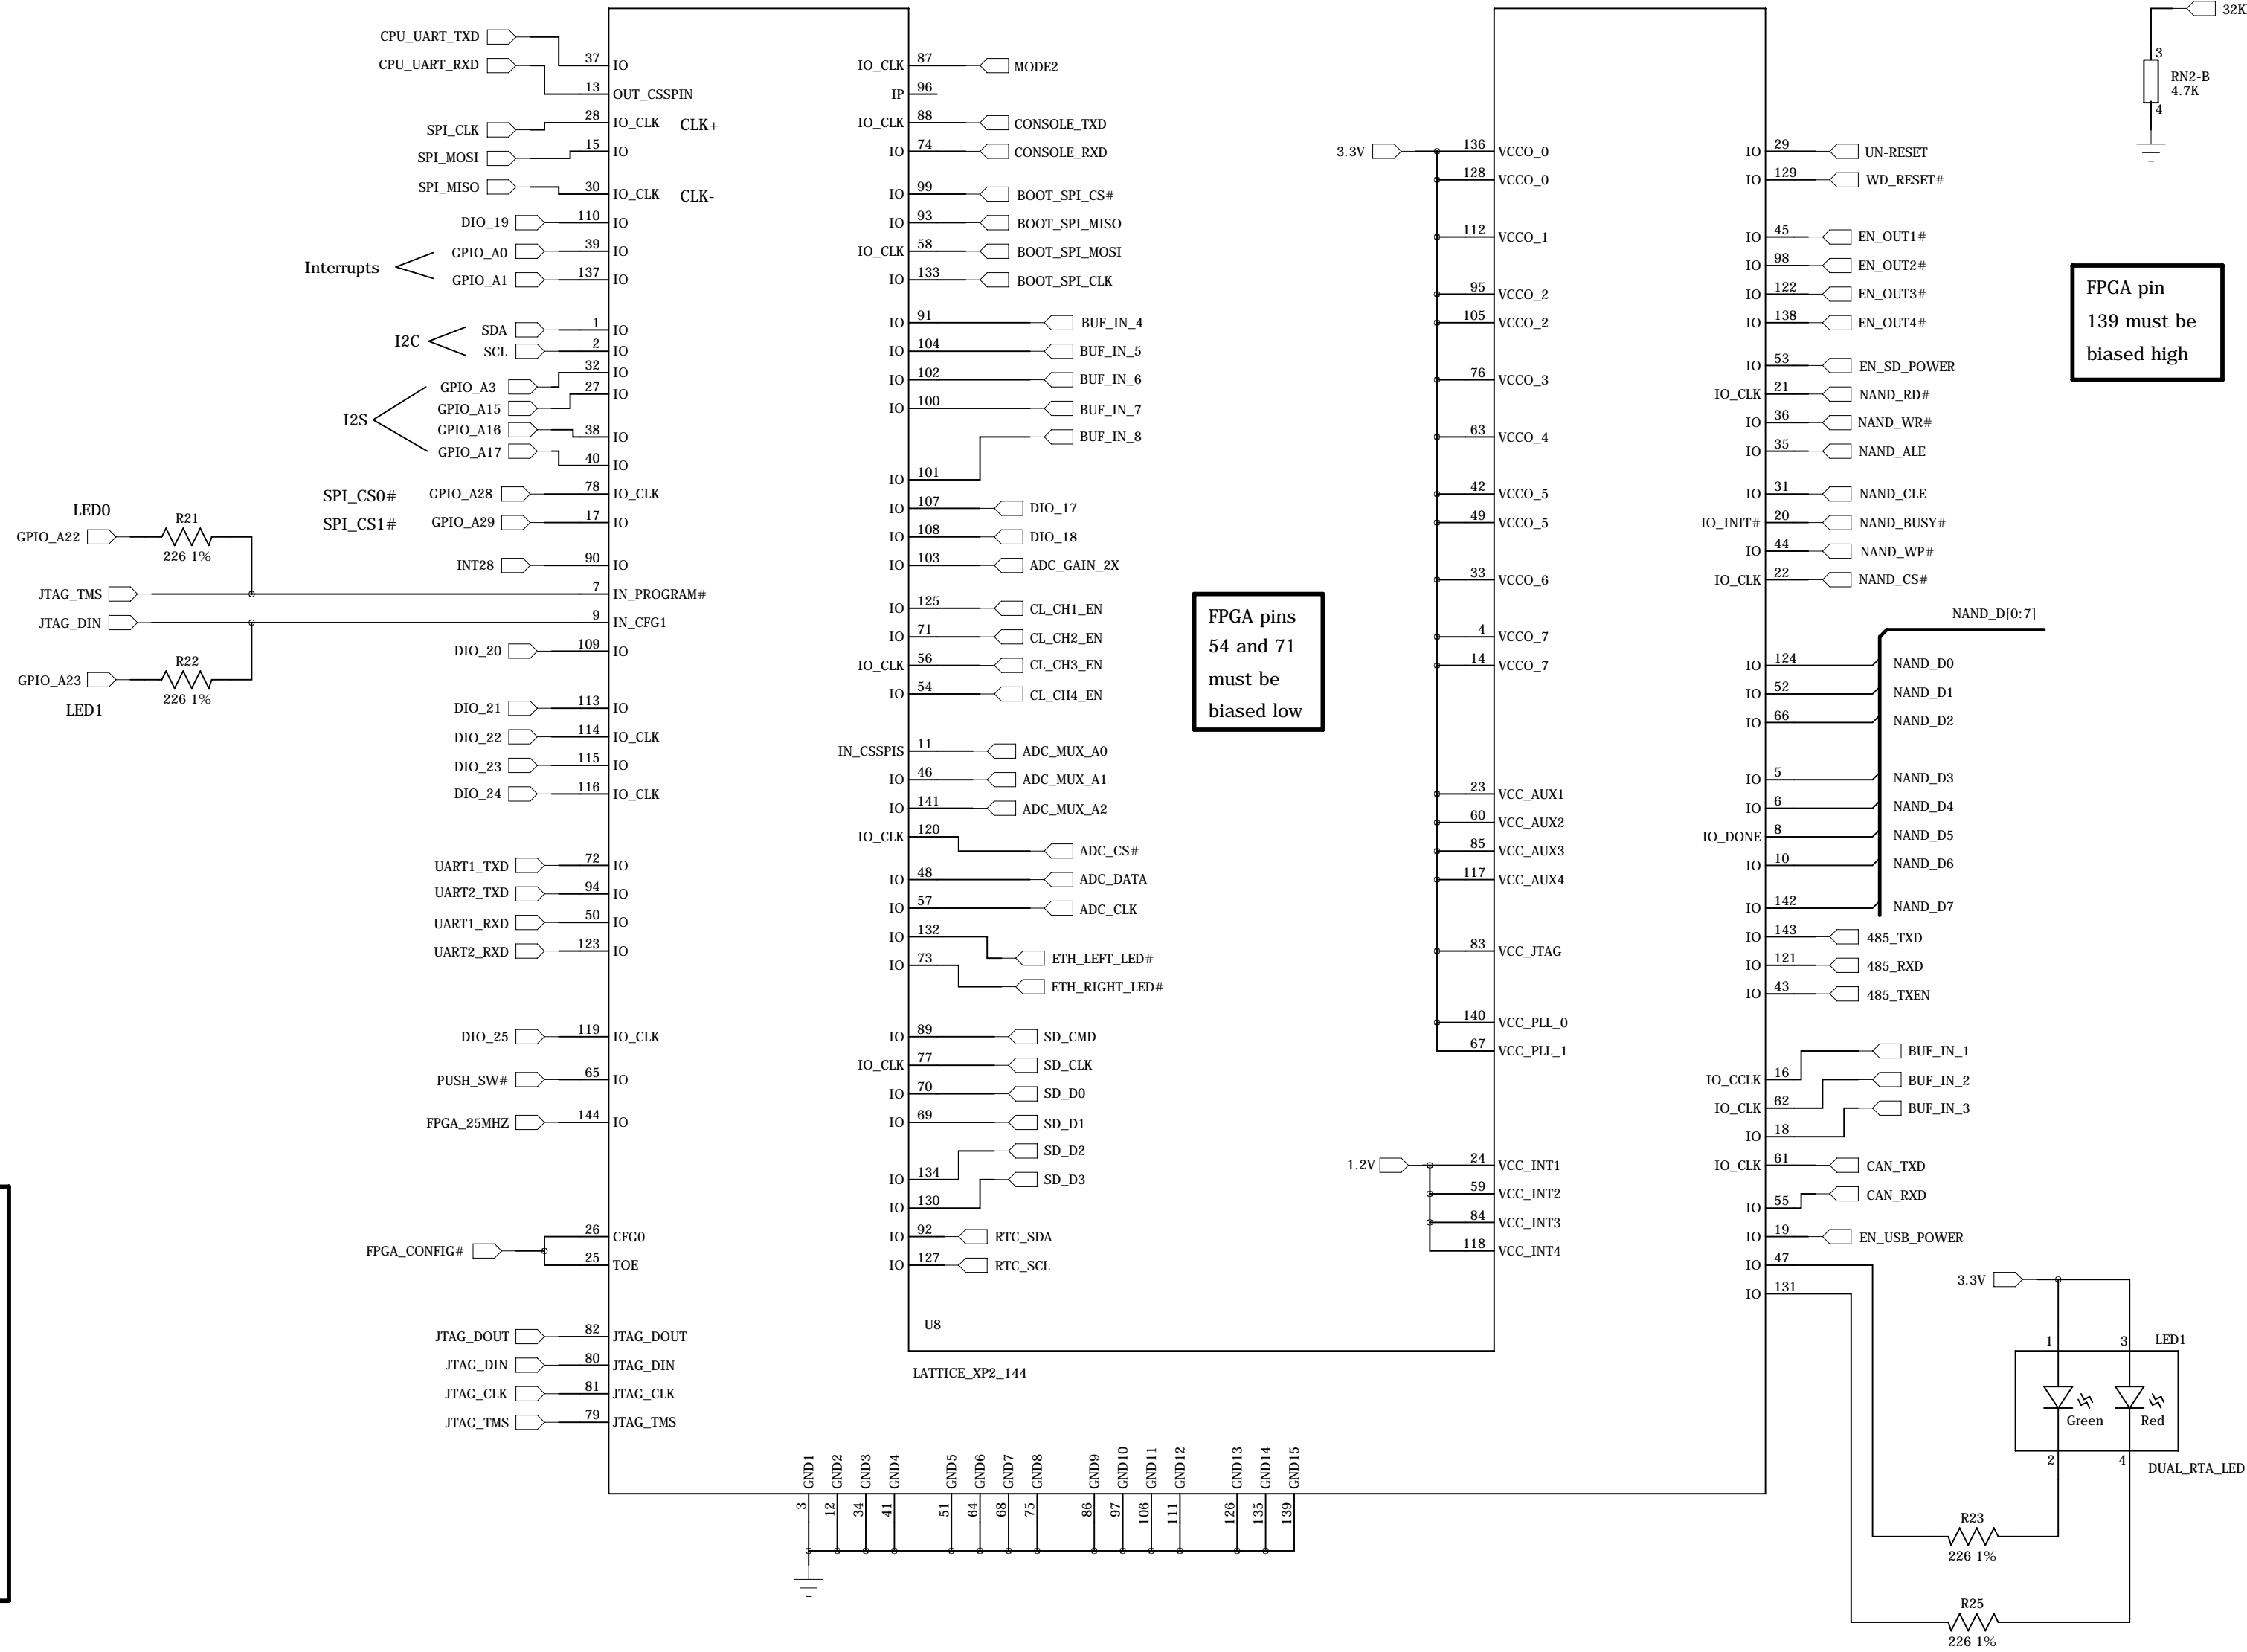 CPU_UART_TXD
CPU_UART_RXD
SPI_CLK
SPI_MOSI
SPI_MISO
DIO_19
Interrupts
GPIO_A0
GPIO_A1
I2C
SDA
SCL
I2S
GPIO_A3
GPIO_A15
GPIO_A16
GPIO_A17
SPI_CS0# GPIO_A28
SPI_CS1# GPIO_A29
LED0
GPIO_A22
R21
226 1%
INT28
JTAG_TMS
JTAG_DIN
DIO_20
R22
226 1%
GPIO_A23
LED1
DIO_21
DIO_22
DIO_23
DIO_24
UART1_TXD
UART2_TXD
UART1_RXD
UART2_RXD
DIO_25
PUSH_SW#
FPGA_25MHZ
FPGA_CONFIG#
JTAG_DOUT
JTAG_DIN
JTAG_CLK
JTAG_TMS
37 IO
13 OUT_CSSPIN
28 IO_CLK CLK+
15 IO
30 IO_CLK CLK-
110 IO
39 IO
137 IO
1 IO
2 IO
32 IO
27 IO
38 IO
40 IO
78 IO_CLK
17 IO
90 IO
7 IN_PROGRAM#
9 IN_CFG1
109 IO
113 IO
114 IO_CLK
115 IO
116 IO_CLK
72 IO
94 IO
50 IO
123 IO
119 IO_CLK
65 IO
144 IO
26 CFG0
25 TOE
82 JTAG_DOUT
80 JTAG_DIN
81 JTAG_CLK
79 JTAG_TMS
IO_CLK 87 MODE2
IP 96
IO_CLK 88 CONSOLE_TXD
IO 74 CONSOLE_RXD
IO 99 BOOT_SPI_CS#
IO 93 BOOT_SPI_MISO
IO_CLK 58 BOOT_SPI_MOSI
IO 133 BOOT_SPI_CLK
IO 91 BUF_IN_4
IO 104 BUF_IN_5
IO 102 BUF_IN_6
IO 100 BUF_IN_7
BUF_IN_8
IO 101
IO 107 DIO_17
IO 108 DIO_18
IO 103 ADC_GAIN_2X
IO 125 CL_CH1_EN
IO 71 CL_CH2_EN
IO_CLK 56 CL_CH3_EN
IO 54 CL_CH4_EN
IN_CSSPIS 11 ADC_MUX_A0
IO 46 ADC_MUX_A1
IO 141 ADC_MUX_A2
IO_CLK 120
ADC_CS#
IO 48 ADC_DATA
IO 57 ADC_CLK
IO 132
ETH_LEFT_LED#
IO 73
ETH_RIGHT_LED#
IO 89 SD_CMD
IO_CLK 77 SD_CLK
IO 70 SD_D0
IO 69 SD_D1
SD_D2
IO 134
SD_D3
IO 130
IO 92 RTC_SDA
IO 127 RTC_SCL
U8
LATTICE_XP2_144
FPGA pins
54 and 71
must be
biased low
3.3V
136 VCCO_0
128 VCCO_0
112 VCCO_1
95 VCCO_2
105 VCCO_2
76 VCCO_3
63 VCCO_4
42 VCCO_5
49 VCCO_5
33 VCCO_6
4 VCCO_7
14 VCCO_7
23 VCC_AUX1
60 VCC_AUX2
85 VCC_AUX3
117 VCC_AUX4
83 VCC_JTAG
140 VCC_PLL_0
67 VCC_PLL_1
1.2V
24 VCC_INT1
59 VCC_INT2
84 VCC_INT3
118 VCC_INT4
IO 29 UN-RESET
IO 129 WD_RESET#
IO 45 EN_OUT1#
IO 98 EN_OUT2#
IO 122 EN_OUT3#
IO 138 EN_OUT4#
IO 53 EN_SD_POWER
IO_CLK 21 NAND_RD#
IO 36 NAND_WR#
IO 35 NAND_ALE
IO 31 NAND_CLE
IO_INIT# 20 NAND_BUSY#
IO 44 NAND_WP#
IO_CLK 22 NAND_CS#
NAND_D[0:7]
IO 124 NAND_D0
IO 52 NAND_D1
IO 66 NAND_D2
IO 5 NAND_D3
IO 6 NAND_D4
IO_DONE 8 NAND_D5
IO 10 NAND_D6
IO 142 NAND_D7
IO 143 485_TXD
IO 121 485_RXD
IO 43 485_TXEN
BUF_IN_1
IO_CCLK 16
BUF_IN_2
IO_CLK 62
BUF_IN_3
IO 18
IO_CLK 61 CAN_TXD
CAN_RXD
IO 55
IO 19 EN_USB_POWER
IO 47
IO 131
32K
3
RN2-B
4.7K
4
FPGA pin
139 must be
biased high
3.3V
1 3 LED1
Green Red
2 4
DUAL_RTA_LED
R23
226 1%
R25
226 1%
GND1 GND2 GND3 GND4 GND5 GND6 GND7 GND8 GND9 GND10 GND11 GND12 GND13 GND14 GND15
3 12 34 41 51 64 68 75 86 97 106 111 126 135 139